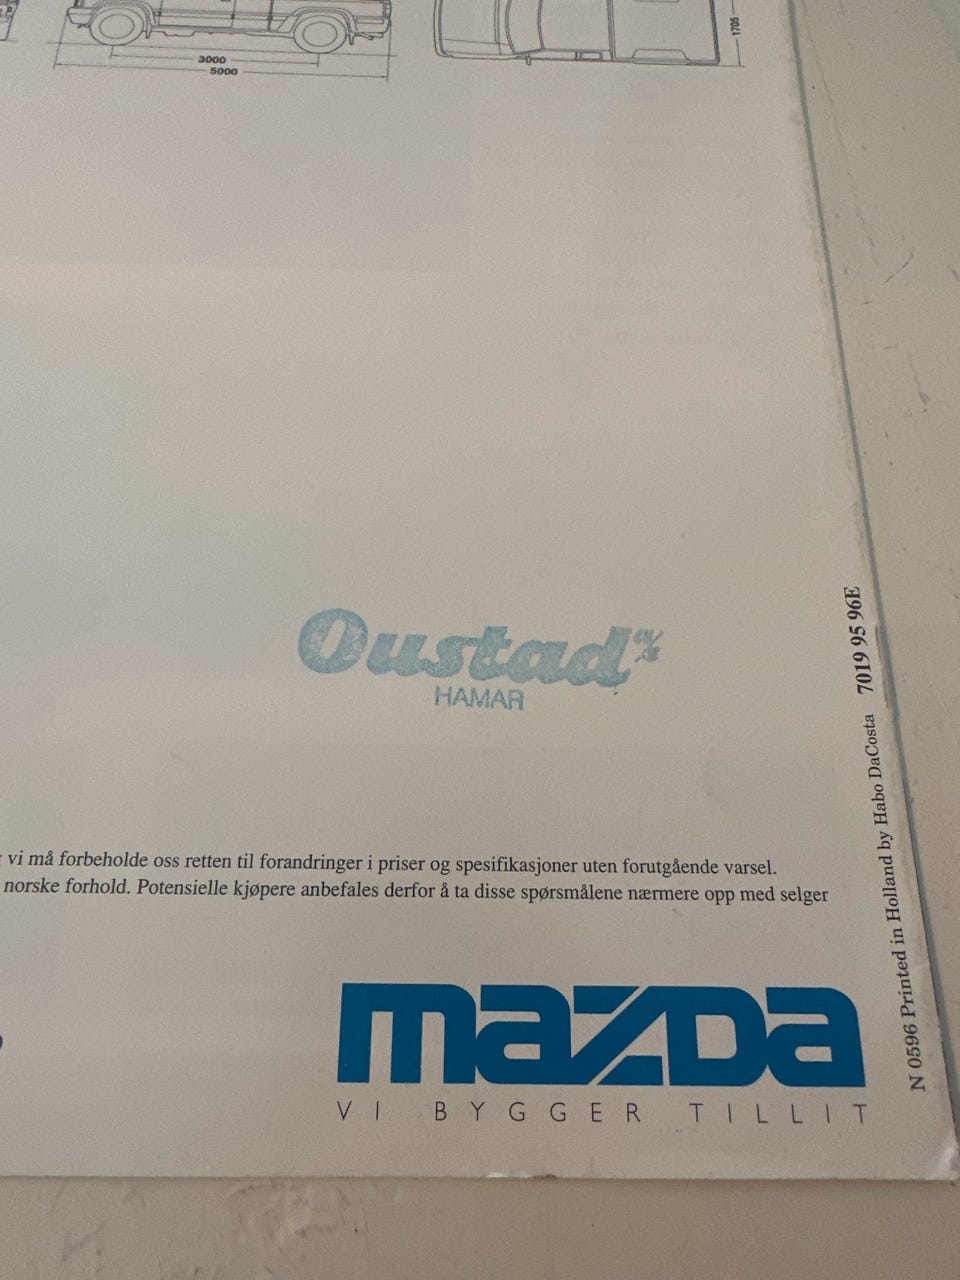 3000
5000
1705
Oustad A/S
HAMAR
vi må forbeholde oss retten til forandringer i priser og spesifikasjoner uten forutgående varsel.
norske forhold. Potensielle kjøpere anbefales derfor å ta disse spørsmålene nærmere opp med selger
mazda
VI BYGGER TILLIT
N 0596 Printed in Holland by Habo DaCosta 7019 95 96E